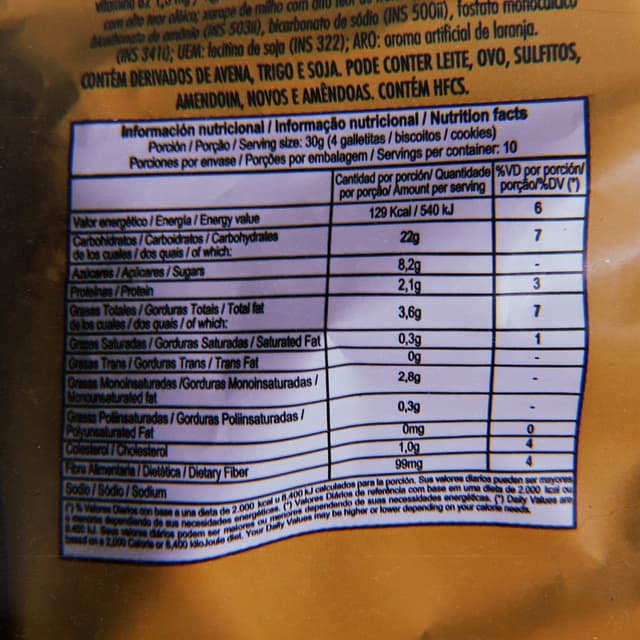 vitamina B2 1,3 mg
com alto teor oléico, xarope de milho com alto teor
bicarbonato de amônio (INS 503ii), bicarbonato de sódio (INS 500ii), fosfato monocálcico
(INS 341i); UEM: lecitina de soja (INS 322); ARO: aroma artificial de laranja.
CONTÉM DERIVADOS DE AVENA, TRIGO E SOJA. PODE CONTER LEITE, OVO, SULFITOS,
AMENDOIM, NOVOS E AMÊNDOAS. CONTÉM HFCS.
Información nutricional / Informação nutricional / Nutrition facts
Porción / Porção / Serving size: 30g (4 galletitas / biscoitos / cookies)
Porciones por envase / Porções por embalagem / Servings per container: 10
Cantidad por porción/ Quantidade por porção/ Amount per serving %VD por porción/ porção/%DV (*)
Valor energético / Energia / Energy value 129 Kcal / 540 kJ 6
Carbohidratos / Carboidratos / Carbohydrates 22g 7
de los cuales / dos quais / of which:
Azúcares / Açúcares / Sugars 8,2g -
Proteínas / Protein 2,1g 3
Grasas Totales / Gorduras Totais / Total fat 3,6g 7
de los cuales / dos quais / of which:
Grasas Saturadas / Gorduras Saturadas / Saturated Fat 0,3g 1
Grasas Trans / Gorduras Trans / Trans Fat 0g -
Grasas Monoinsaturadas /Gorduras Monoinsaturadas / 2,8g -
Monounsaturated fat
Grasas Poliinsaturadas / Gorduras Poliinsaturadas / 0,3g -
Polyunsaturated Fat
Colesterol / Cholesterol 0mg 0
Fibra Alimentaria / Dietética / Dietary Fiber 1,0g 4
Sodio / Sódio / Sodium 99mg 4
(*) % Valores Diarios con base a una dieta de 2.000 kcal u 8.400 kJ calculados para la porción. Sus valores diarios pueden ser mayores
o menores dependiendo de sus necesidades energéticas. (*) Valores Diários de referência com base em uma dieta de 2.000 kcal ou
8.400 kJ. Seus valores diários podem ser maiores ou menores dependendo de suas necessidades energéticas. (*) Daily Values are
based on a 2,000 Calorie or 8,400 kiloJoule diet. Your Daily Values may be higher or lower depending on your calorie needs.